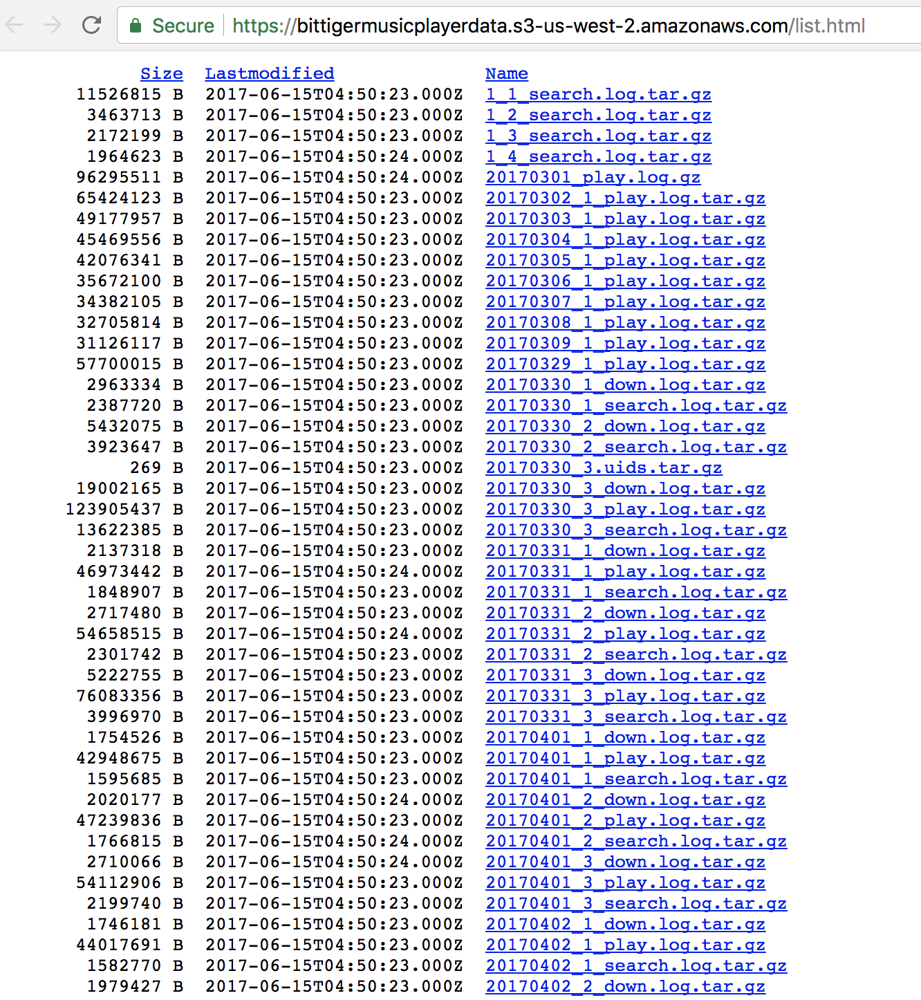 Secure https://bittigermusicplayerdata.s3-us-west-2.amazonaws.com/list.html
Size Lastmodified Name
11526815 B 2017-06-15T04:50:23.000Z 1_1_search.log.tar.gz
3463713 B 2017-06-15T04:50:23.000Z 1_2_search.log.tar.gz
2172199 B 2017-06-15T04:50:23.000Z 1_3_search.log.tar.gz
1964623 B 2017-06-15T04:50:24.000Z 1_4_search.log.tar.gz
96295511 B 2017-06-15T04:50:24.000Z 20170301_play.log.gz
65424123 B 2017-06-15T04:50:23.000Z 20170302_1_play.log.tar.gz
49177957 B 2017-06-15T04:50:23.000Z 20170303_1_play.log.tar.gz
45469556 B 2017-06-15T04:50:23.000Z 20170304_1_play.log.tar.gz
42076341 B 2017-06-15T04:50:23.000Z 20170305_1_play.log.tar.gz
35672100 B 2017-06-15T04:50:23.000Z 20170306_1_play.log.tar.gz
34382105 B 2017-06-15T04:50:23.000Z 20170307_1_play.log.tar.gz
32705814 B 2017-06-15T04:50:23.000Z 20170308_1_play.log.tar.gz
31126117 B 2017-06-15T04:50:23.000Z 20170309_1_play.log.tar.gz
57700015 B 2017-06-15T04:50:23.000Z 20170329_1_play.log.tar.gz
2963334 B 2017-06-15T04:50:23.000Z 20170330_1_down.log.tar.gz
2387720 B 2017-06-15T04:50:23.000Z 20170330_1_search.log.tar.gz
5432075 B 2017-06-15T04:50:23.000Z 20170330_2_down.log.tar.gz
3923647 B 2017-06-15T04:50:23.000Z 20170330_2_search.log.tar.gz
269 B 2017-06-15T04:50:23.000Z 20170330_3.uids.tar.gz
19002165 B 2017-06-15T04:50:23.000Z 20170330_3_down.log.tar.gz
123905437 B 2017-06-15T04:50:23.000Z 20170330_3_play.log.tar.gz
13622385 B 2017-06-15T04:50:23.000Z 20170330_3_search.log.tar.gz
2137318 B 2017-06-15T04:50:23.000Z 20170331_1_down.log.tar.gz
46973442 B 2017-06-15T04:50:24.000Z 20170331_1_play.log.tar.gz
1848907 B 2017-06-15T04:50:23.000Z 20170331_1_search.log.tar.gz
2717480 B 2017-06-15T04:50:23.000Z 20170331_2_down.log.tar.gz
54658515 B 2017-06-15T04:50:24.000Z 20170331_2_play.log.tar.gz
2301742 B 2017-06-15T04:50:23.000Z 20170331_2_search.log.tar.gz
5222755 B 2017-06-15T04:50:23.000Z 20170331_3_down.log.tar.gz
76083356 B 2017-06-15T04:50:23.000Z 20170331_3_play.log.tar.gz
3996970 B 2017-06-15T04:50:23.000Z 20170331_3_search.log.tar.gz
1754526 B 2017-06-15T04:50:23.000Z 20170401_1_down.log.tar.gz
42948675 B 2017-06-15T04:50:23.000Z 20170401_1_play.log.tar.gz
1595685 B 2017-06-15T04:50:23.000Z 20170401_1_search.log.tar.gz
2020177 B 2017-06-15T04:50:24.000Z 20170401_2_down.log.tar.gz
47239836 B 2017-06-15T04:50:23.000Z 20170401_2_play.log.tar.gz
1766815 B 2017-06-15T04:50:24.000Z 20170401_2_search.log.tar.gz
2710066 B 2017-06-15T04:50:24.000Z 20170401_3_down.log.tar.gz
54112906 B 2017-06-15T04:50:23.000Z 20170401_3_play.log.tar.gz
2199740 B 2017-06-15T04:50:23.000Z 20170401_3_search.log.tar.gz
1746181 B 2017-06-15T04:50:23.000Z 20170402_1_down.log.tar.gz
44017691 B 2017-06-15T04:50:23.000Z 20170402_1_play.log.tar.gz
1582770 B 2017-06-15T04:50:23.000Z 20170402_1_search.log.tar.gz
1979427 B 2017-06-15T04:50:23.000Z 20170402_2_down.log.tar.gz